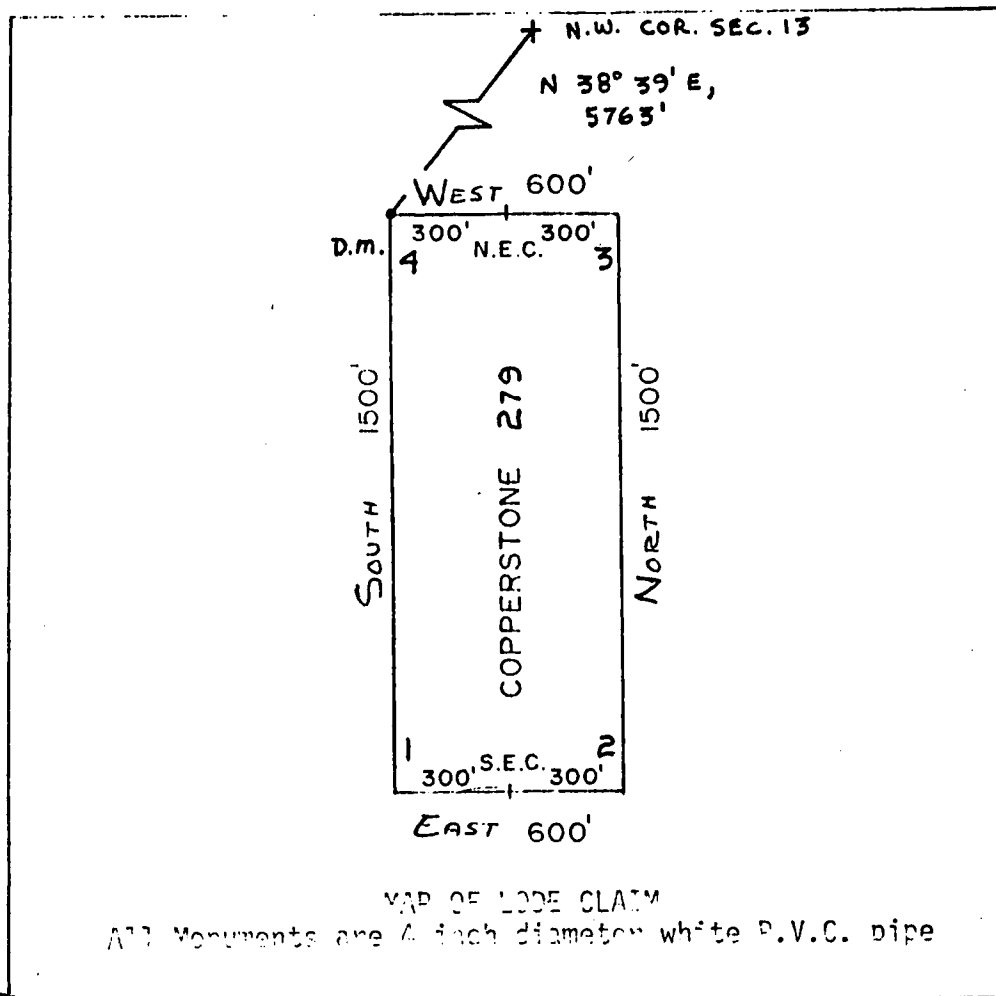 N.W. COR. SEC. 13
N 38° 39' E,
5763'
WEST 600'
300' 300'
D.M. 4 N.E.C. 3
SOUTH 1500'
COPPERSTONE 279
NORTH 1500'
1 S.E.C. 2
300' 300'
EAST 600'
MAP OF LODE CLAIM
All Monuments are 4 inch diameter white P.V.C. pipe